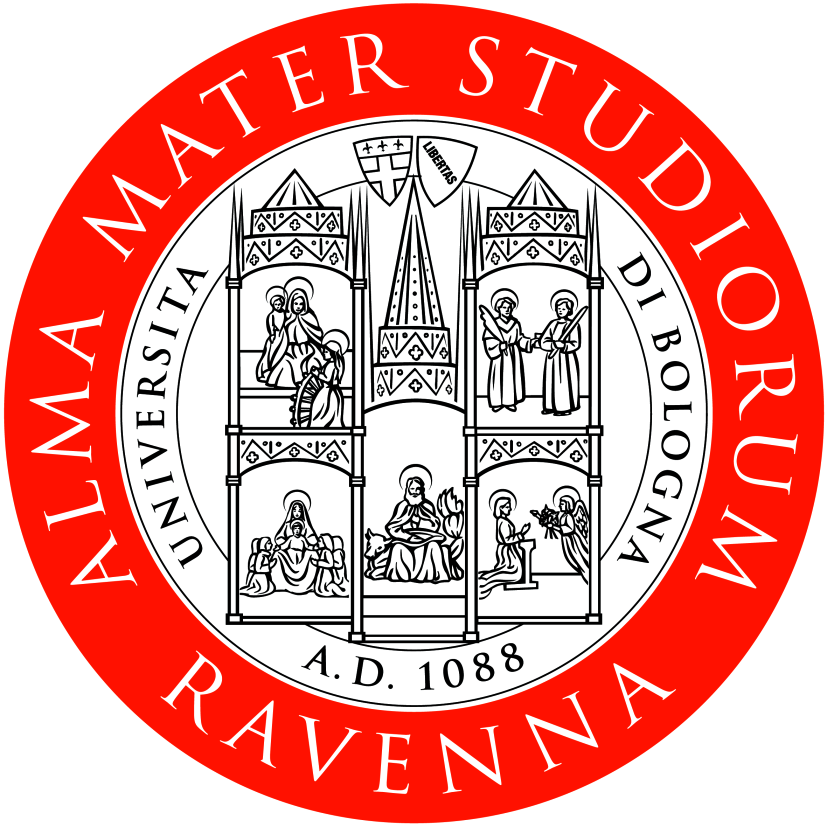 ALMA MATER STUDIORUM
LIBERTAS
UNIVERSITA DI BOLOGNA
A.D. 1088
RAVENNA